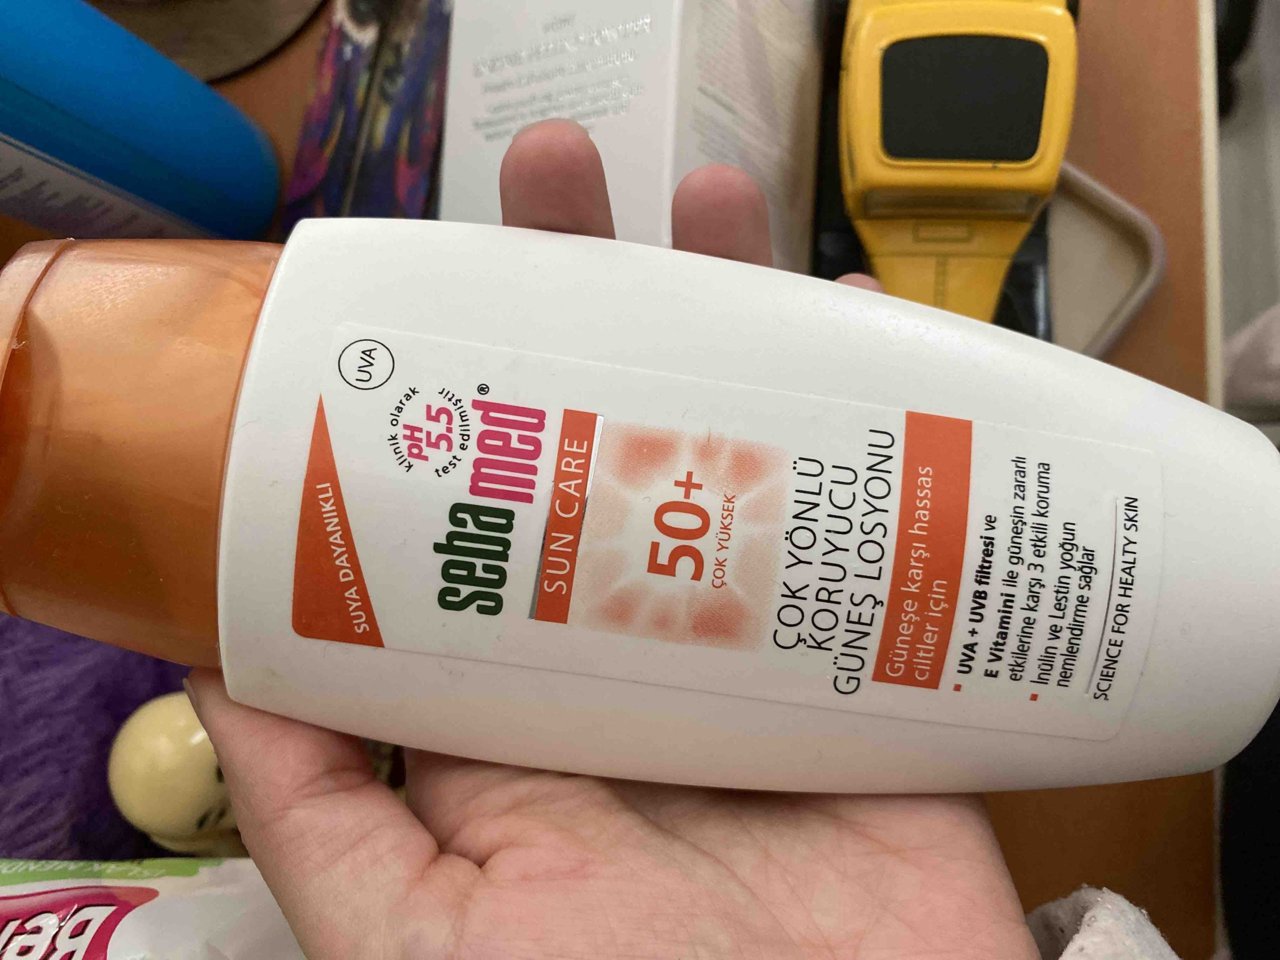 SUYA DAYANIKLI
UVA
klinik olarak
pH
5.5
test edilmiştir
sebamed®
SUN CARE
50+
ÇOK YÜKSEK
ÇOK YÖNLÜ
KORUYUCU
GÜNEŞ LOSYONU
Güneşe karşı hassas
ciltler için
UVA + UVB filtresi ve
E Vitamini ile güneşin zararlı
etkilerine karşı 3 etkili koruma
İnülin ve Lestin yoğun
nemlendirme sağlar
SCIENCE FOR HEALTY SKIN